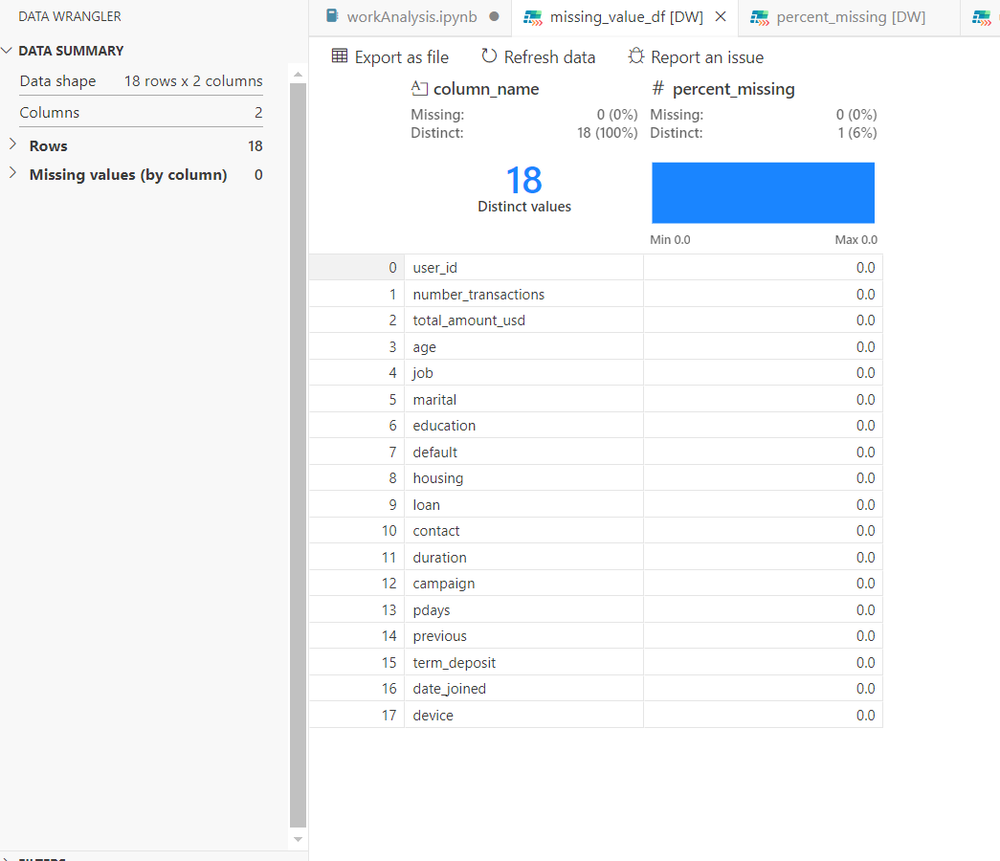 DATA WRANGLER
DATA SUMMARY
Data shape 18 rows x 2 columns
Columns 2
Rows 18
Missing values (by column) 0
FILTERS
workAnalysis.ipynb
missing_value_df [DW]
percent_missing [DW]
Export as file Refresh data Report an issue
column_name
Missing: 0 (0%)
Distinct: 18 (100%)
18
Distinct values
# percent_missing
Missing: 0 (0%)
Distinct: 1 (6%)
Min 0.0 Max 0.0
0 user_id 0.0
1 number_transactions 0.0
2 total_amount_usd 0.0
3 age 0.0
4 job 0.0
5 marital 0.0
6 education 0.0
7 default 0.0
8 housing 0.0
9 loan 0.0
10 contact 0.0
11 duration 0.0
12 campaign 0.0
13 pdays 0.0
14 previous 0.0
15 term_deposit 0.0
16 date_joined 0.0
17 device 0.0